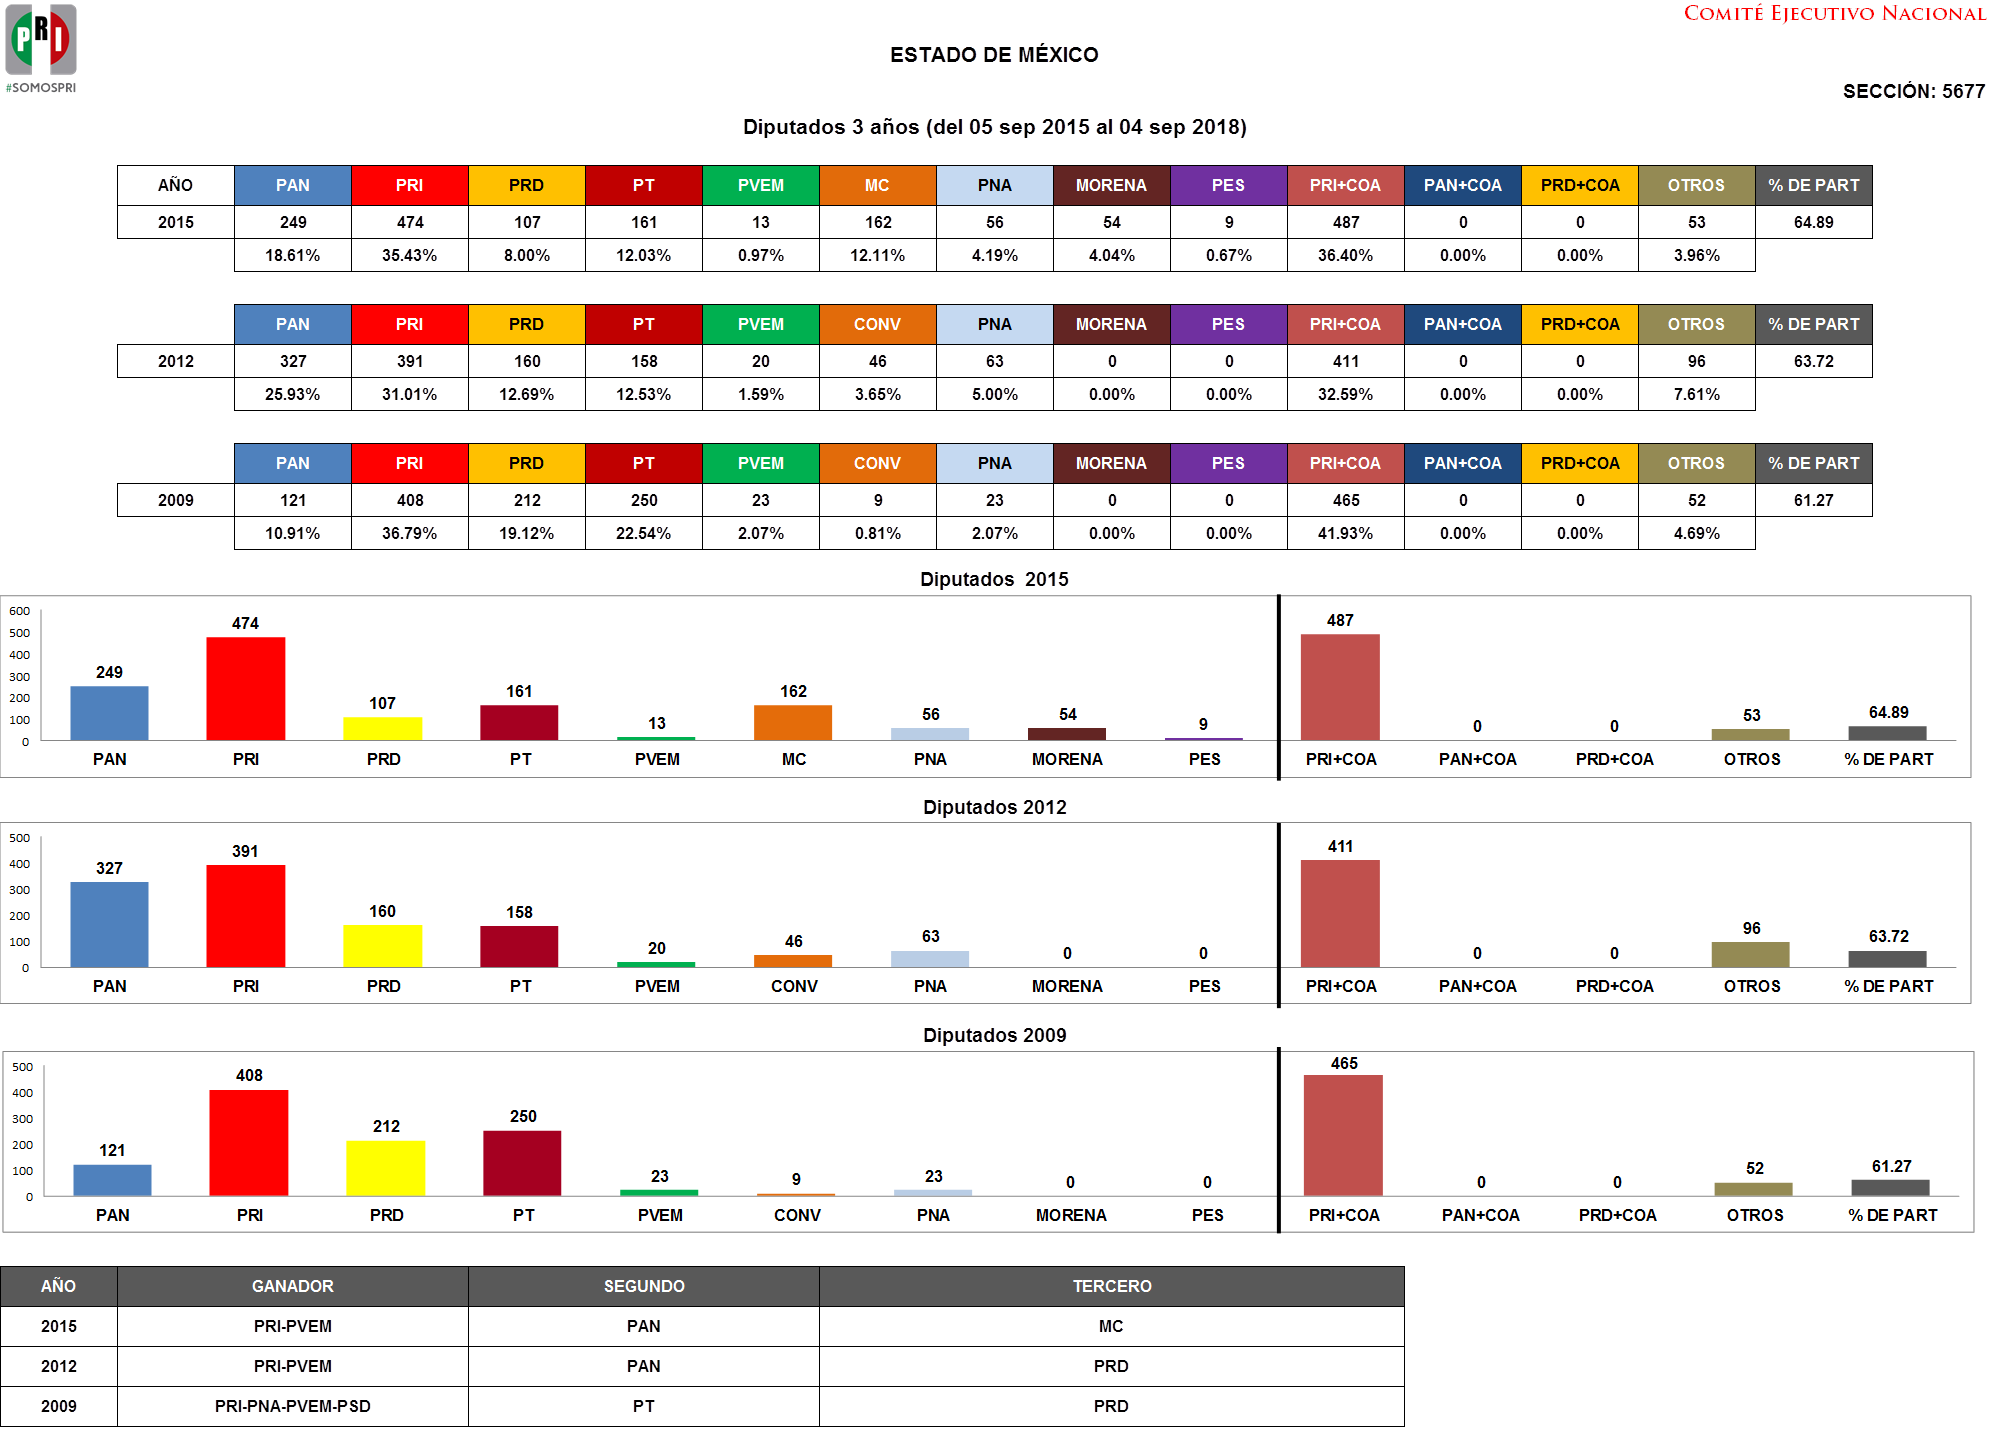 PRI
#SOMOSPRI
COMITÉ EJECUTIVO NACIONAL
ESTADO DE MÉXICO
SECCIÓN: 5677
Diputados 3 años (del 05 sep 2015 al 04 sep 2018)
AÑO PAN PRI PRD PT PVEM MC PNA MORENA PES PRI+COA PAN+COA PRD+COA OTROS % DE PART
2015 249 474 107 161 13 162 56 54 9 487 0 0 53 64.89
18.61% 35.43% 8.00% 12.03% 0.97% 12.11% 4.19% 4.04% 0.67% 36.40% 0.00% 0.00% 3.96%
PAN PRI PRD PT PVEM CONV PNA MORENA PES PRI+COA PAN+COA PRD+COA OTROS % DE PART
2012 327 391 160 158 20 46 63 0 0 411 0 0 96 63.72
25.93% 31.01% 12.69% 12.53% 1.59% 3.65% 5.00% 0.00% 0.00% 32.59% 0.00% 0.00% 7.61%
PAN PRI PRD PT PVEM CONV PNA MORENA PES PRI+COA PAN+COA PRD+COA OTROS % DE PART
2009 121 408 212 250 23 9 23 0 0 465 0 0 52 61.27
10.91% 36.79% 19.12% 22.54% 2.07% 0.81% 2.07% 0.00% 0.00% 41.93% 0.00% 0.00% 4.69%
Diputados 2015
600
500
400
300
200
100
0
249 474 107 161 13 162 56 54 9 487 0 0 53 64.89
PAN PRI PRD PT PVEM MC PNA MORENA PES PRI+COA PAN+COA PRD+COA OTROS % DE PART
Diputados 2012
500
400
300
200
100
0
327 391 160 158 20 46 63 0 0 411 0 0 96 63.72
PAN PRI PRD PT PVEM CONV PNA MORENA PES PRI+COA PAN+COA PRD+COA OTROS % DE PART
Diputados 2009
500
400
300
200
100
0
121 408 212 250 23 9 23 0 0 465 0 0 52 61.27
PAN PRI PRD PT PVEM CONV PNA MORENA PES PRI+COA PAN+COA PRD+COA OTROS % DE PART
AÑO GANADOR SEGUNDO TERCERO
2015 PRI-PVEM PAN MC
2012 PRI-PVEM PAN PRD
2009 PRI-PNA-PVEM-PSD PT PRD